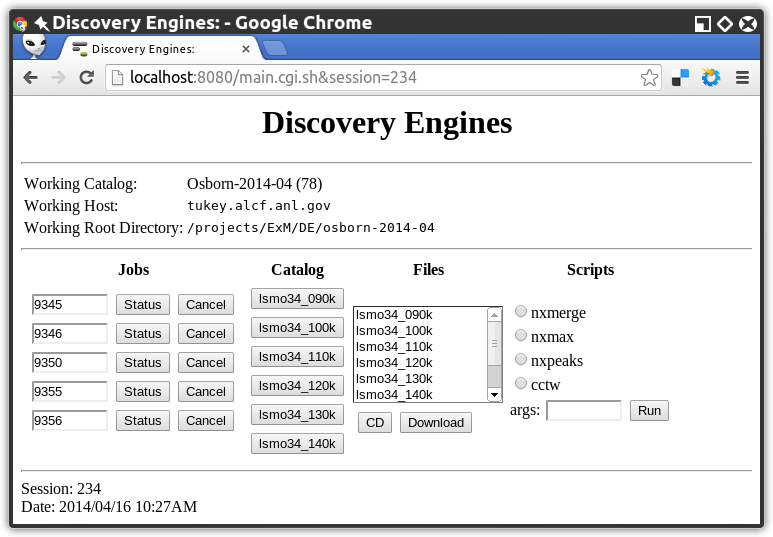 Discovery Engines: - Google Chrome
Discovery Engines:
localhost:8080/main.cgi.sh&session=234
Discovery Engines
Working Catalog: Osborn-2014-04 (78)
Working Host: tukey.alcf.anl.gov
Working Root Directory: /projects/ExM/DE/osborn-2014-04
Jobs Catalog Files Scripts
9345 Status Cancel
9346 Status Cancel
9350 Status Cancel
9355 Status Cancel
9356 Status Cancel
lsmo34_090k
lsmo34_100k
lsmo34_110k
lsmo34_120k
lsmo34_130k
lsmo34_140k
lsmo34_090k
lsmo34_100k
lsmo34_110k
lsmo34_120k
lsmo34_130k
lsmo34_140k
CD Download
nxmerge
nxmax
nxpeaks
cctw
args: Run
Session: 234
Date: 2014/04/16 10:27AM